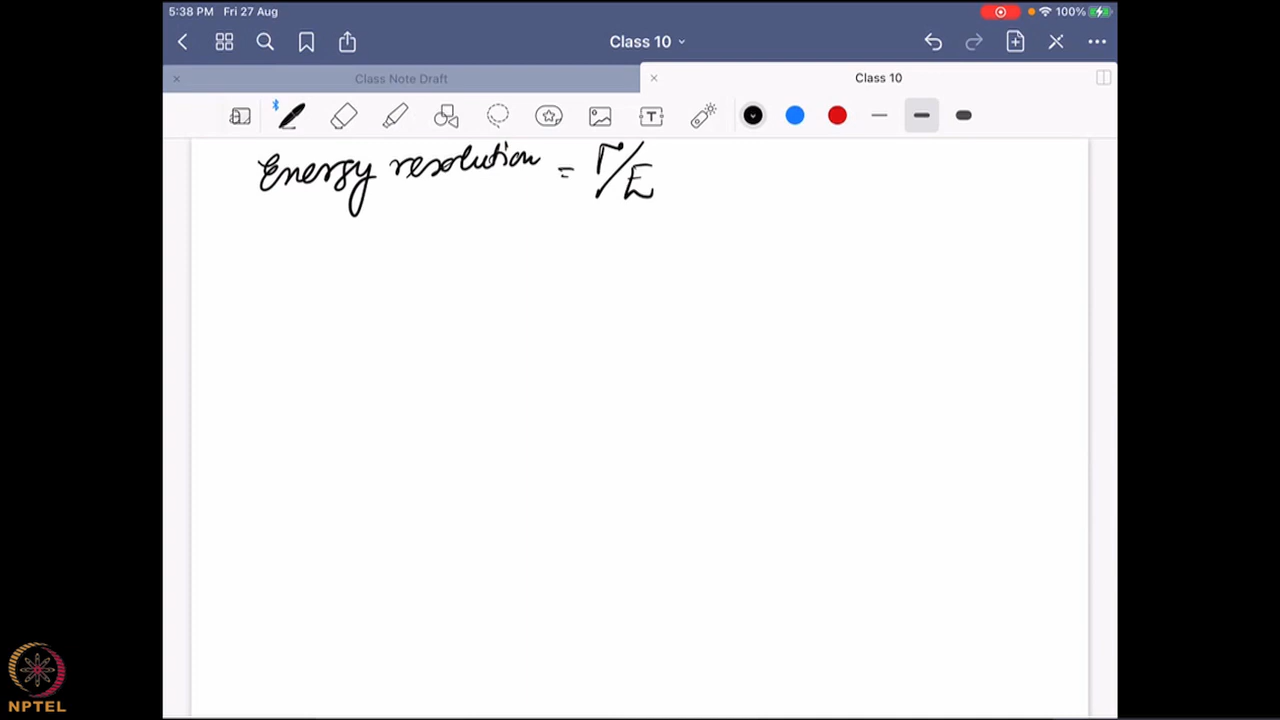 5:38 PM Fri 27 Aug 100%
Class 10
Class Note Draft Class 10
T
Energy resolution = Γ/E
NPTEL